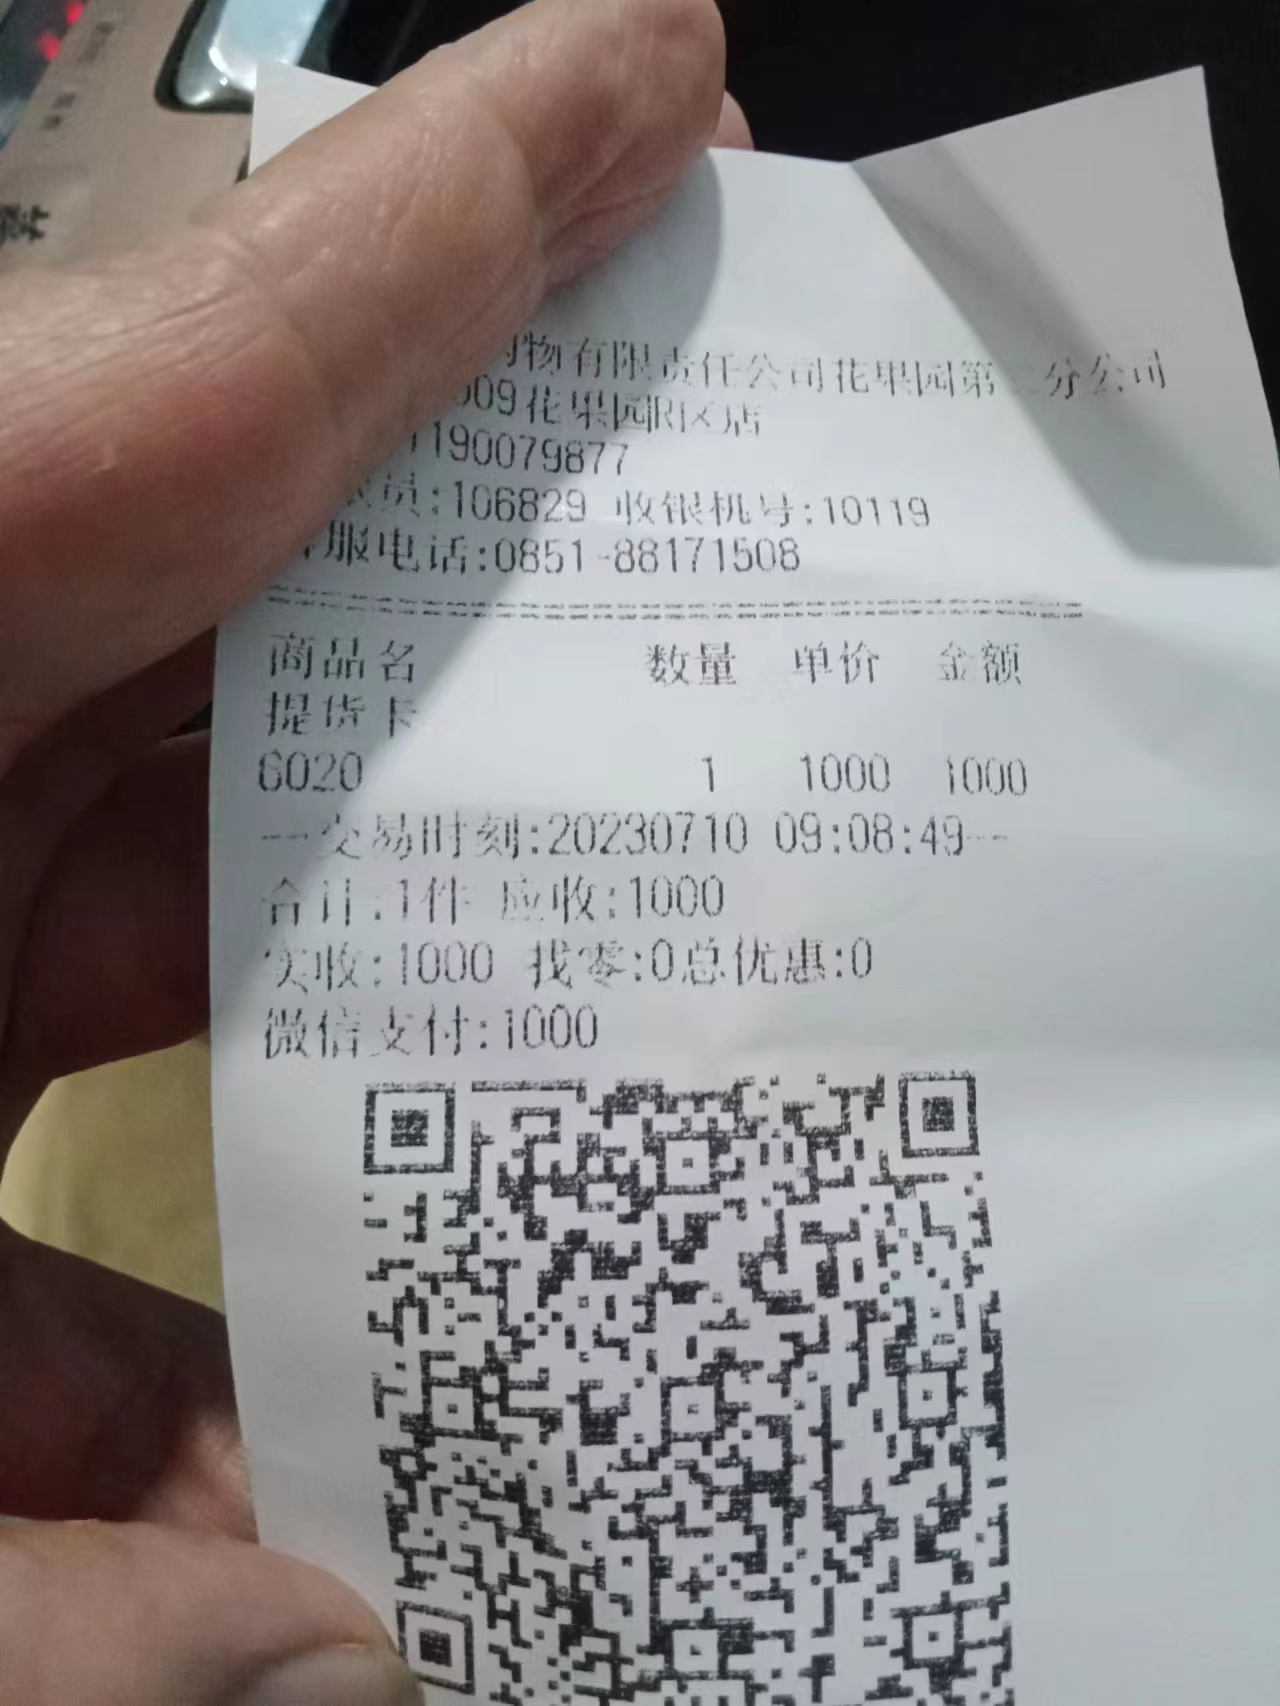 物有限责任公司花果园第二分公司
009花果园R区店
1190079877
员:106829 收银机号:10119
服电话:0851-88171508
商品名 数量 单价 金额
提货卡
6020 1 1000 1000
--交易时刻:20230710 09:08:49--
合计:1件 应收:1000
实收:1000 找零:0总优惠:0
微信支付:1000